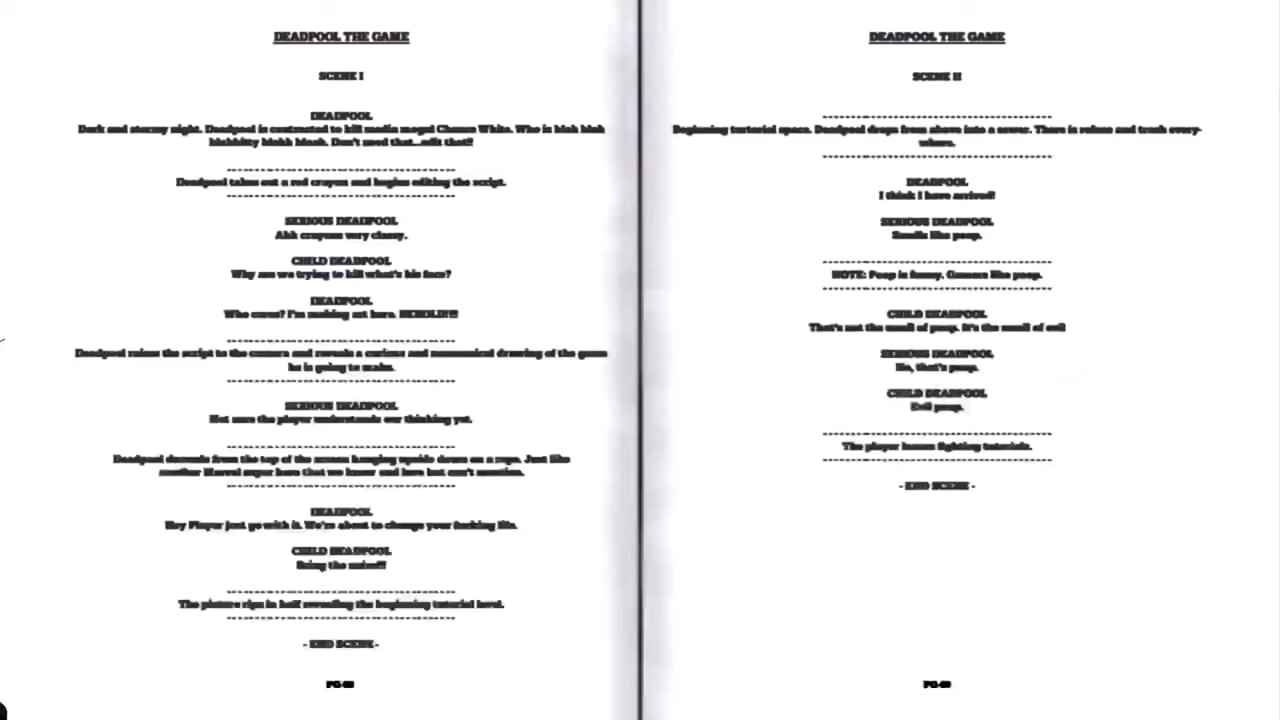 DEADPOOL THE GAME
SCENE I
DEADPOOL
Dark and stormy night. Deadpool is contracted to kill media mogul Chance White. Who is blah blah
blahbitty blahh blaah. Don't need that...edit that!!
Deadpool takes out a red crayon and begins editing the script.
SERIOUS DEADPOOL
Ahh crayons very classy.
CHILD DEADPOOL
Why are we trying to kill what's his face?
DEADPOOL
Who cares? I'm making art here. BEHOLD!!!
Deadpool raises the script to the camera and reveals a curious and nonsensical drawing of the game
he is going to make.
SERIOUS DEADPOOL
Not sure the player understands our thinking yet.
Deadpool descends from the top of the screen hanging upside down on a rope. Just like
another Marvel super hero that we know and love but can't mention.
DEADPOOL
Hey Player just go with it. We're about to change your fucking life.
CHILD DEADPOOL
Bring the noise!!!
The picture rips in half revealing the beginning tutorial level.
- END SCENE -
DEADPOOL THE GAME
SCENE II
Beginning turtorial space. Deadpool drops from above into a sewer. There is refuse and trash every-
where.
DEADPOOL
I think I have arrived!
SERIOUS DEADPOOL
Smells like poop.
NOTE: Poop is funny. Gamers like poop.
CHILD DEADPOOL
That's not the smell of poop. It's the smell of evil
SERIOUS DEADPOOL
No, that's poop.
CHILD DEADPOOL
Evil poop.
The player learns fighting tutorials.
- END SCENE -